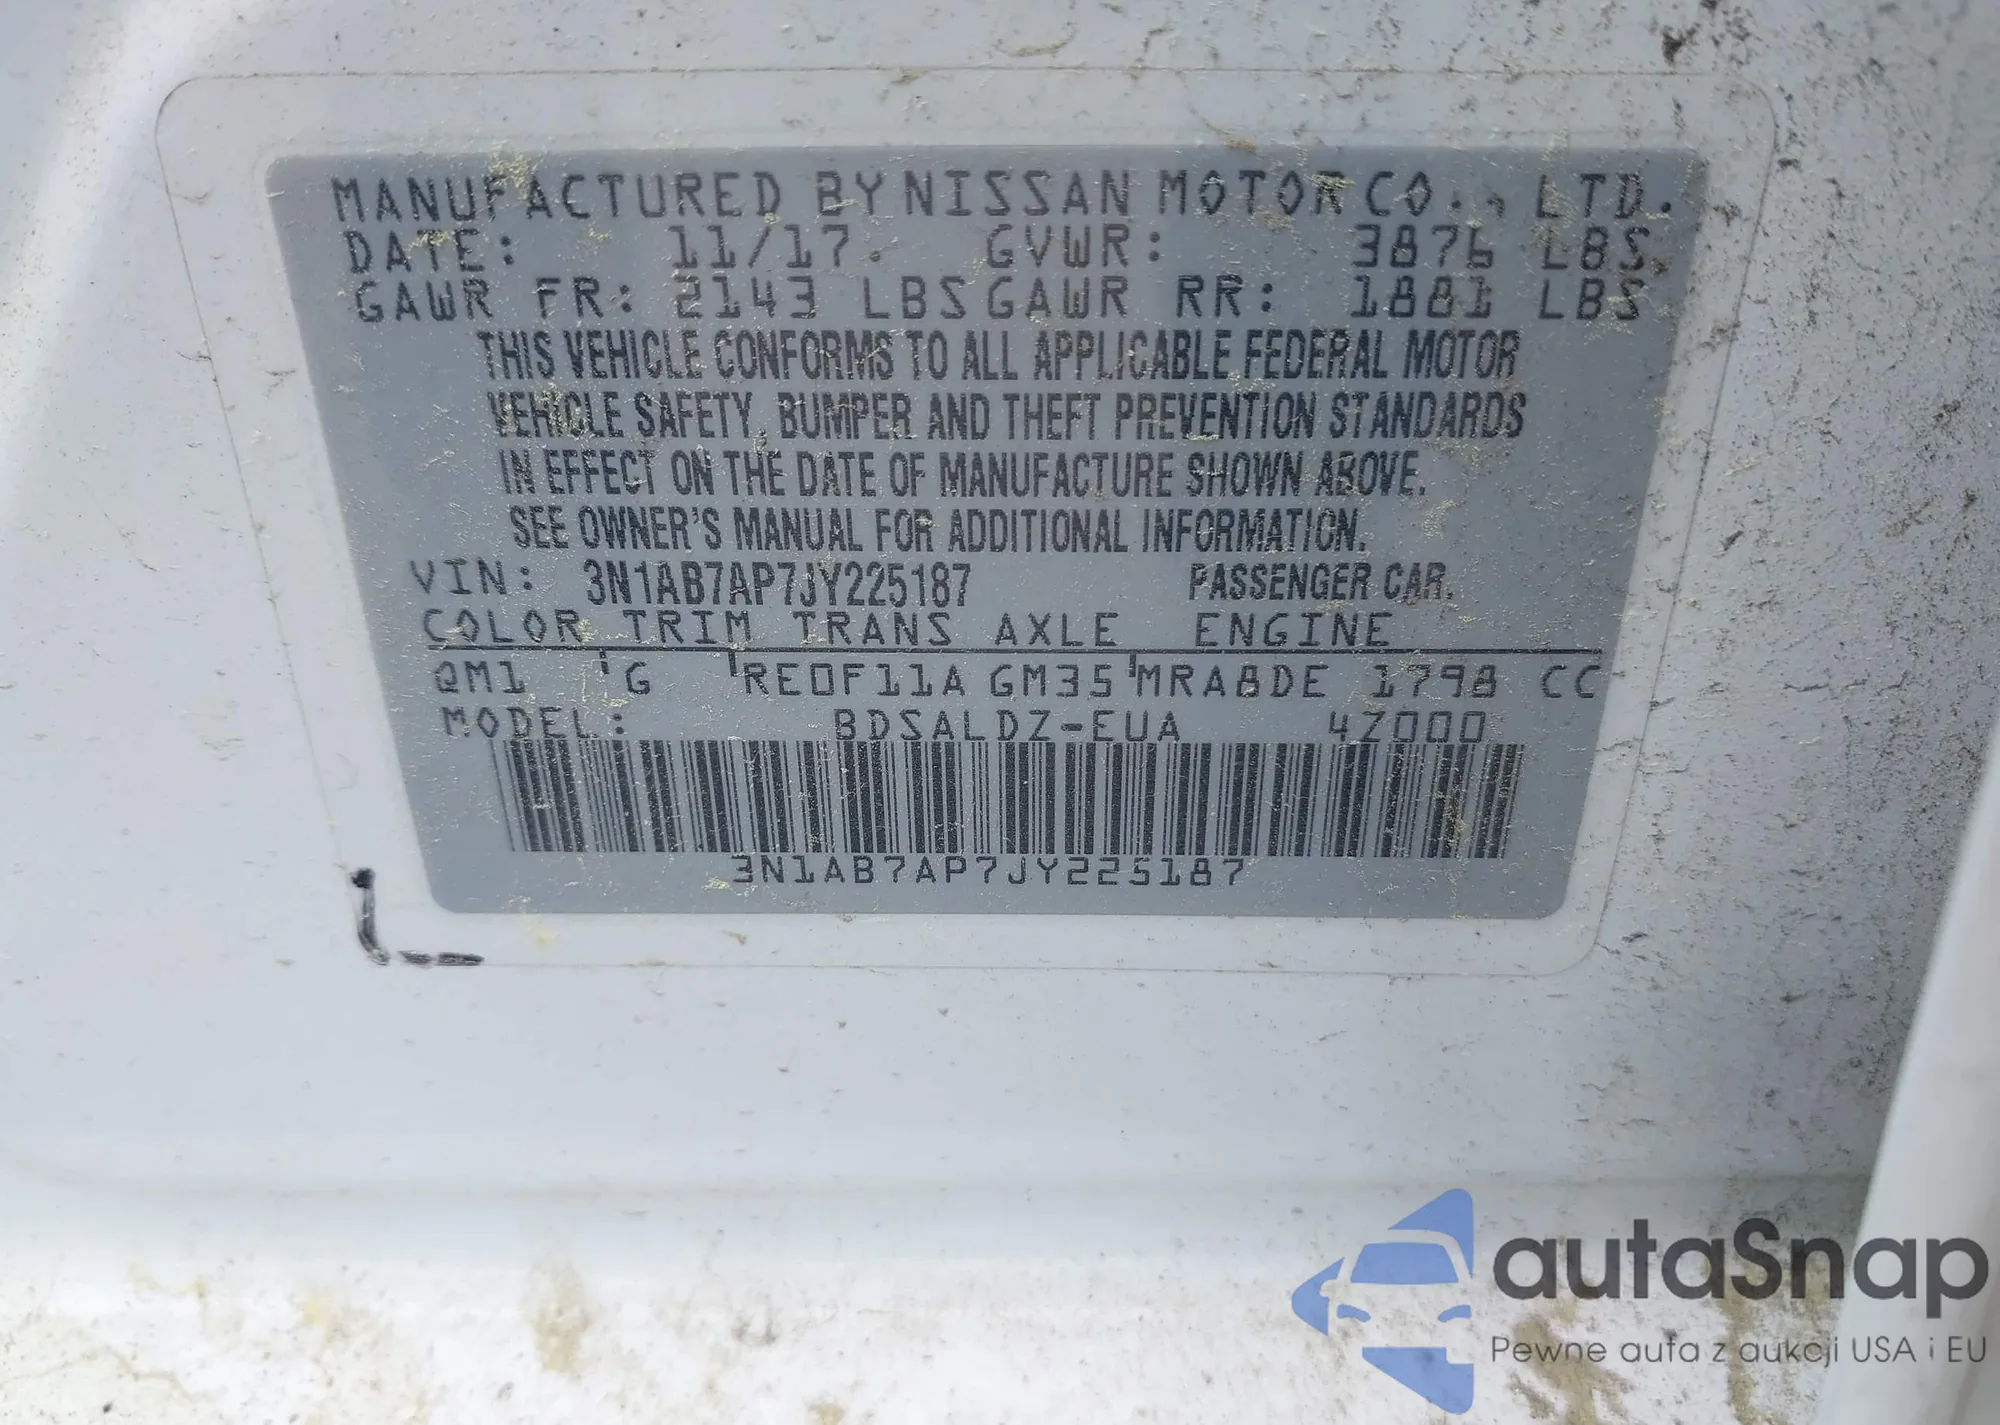 MANUFACTURED BY NISSAN MOTOR CO., LTD.
DATE: 11/17. GVWR: 3876 LBS.
GAWR FR: 2143 LBS GAWR RR: 1881 LBS
THIS VEHICLE CONFORMS TO ALL APPLICABLE FEDERAL MOTOR
VEHICLE SAFETY, BUMPER AND THEFT PREVENTION STANDARDS
IN EFFECT ON THE DATE OF MANUFACTURE SHOWN ABOVE.
SEE OWNER'S MANUAL FOR ADDITIONAL INFORMATION.
VIN: 3N1AB7AP7JY225187 PASSENGER CAR.
COLOR TRIM TRANS AXLE ENGINE
QM1 G RE0F11A GM35 MRA8DE 1798 CC
MODEL: BDSALDZ-EUA 4Z000
3N1AB7AP7JY225187
autaSnap
Pewne auta z aukcji USA i EU